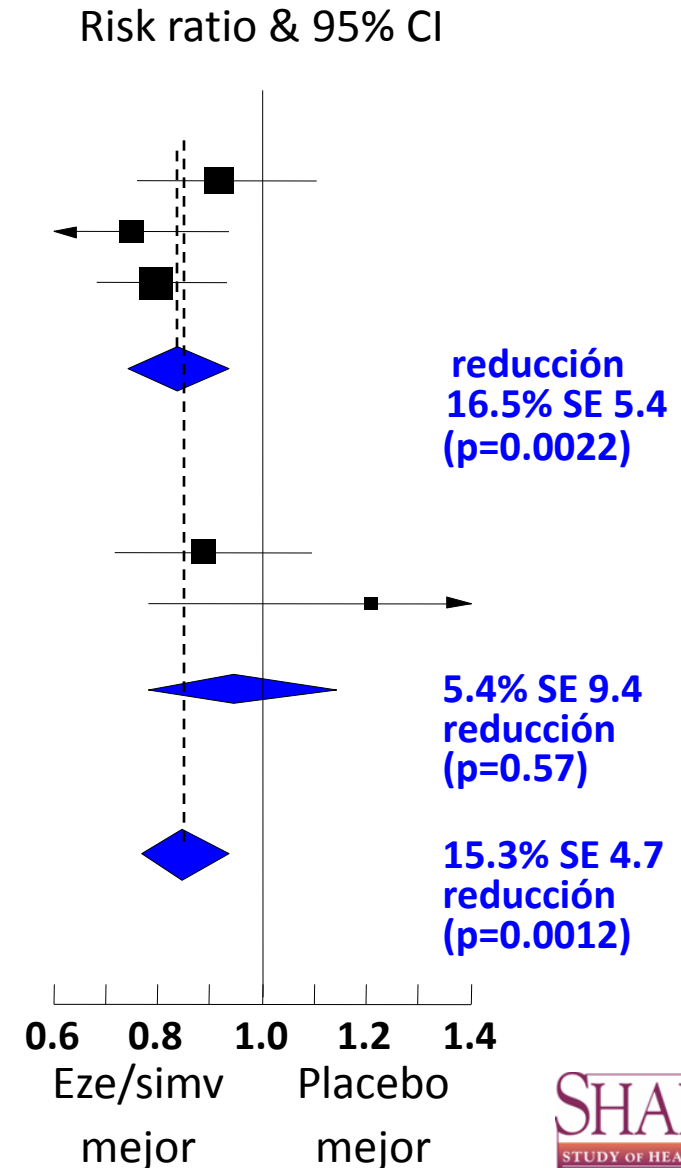 Risk ratio & 95% CI
reducción
16.5% SE 5.4
(p=0.0022)
5.4% SE 9.4
reducción
(p=0.57)
15.3% SE 4.7
reducción
(p=0.0012)
0.6 0.8 1.0 1.2 1.4
Eze/simv Placebo
mejor mejor
STUDY OF